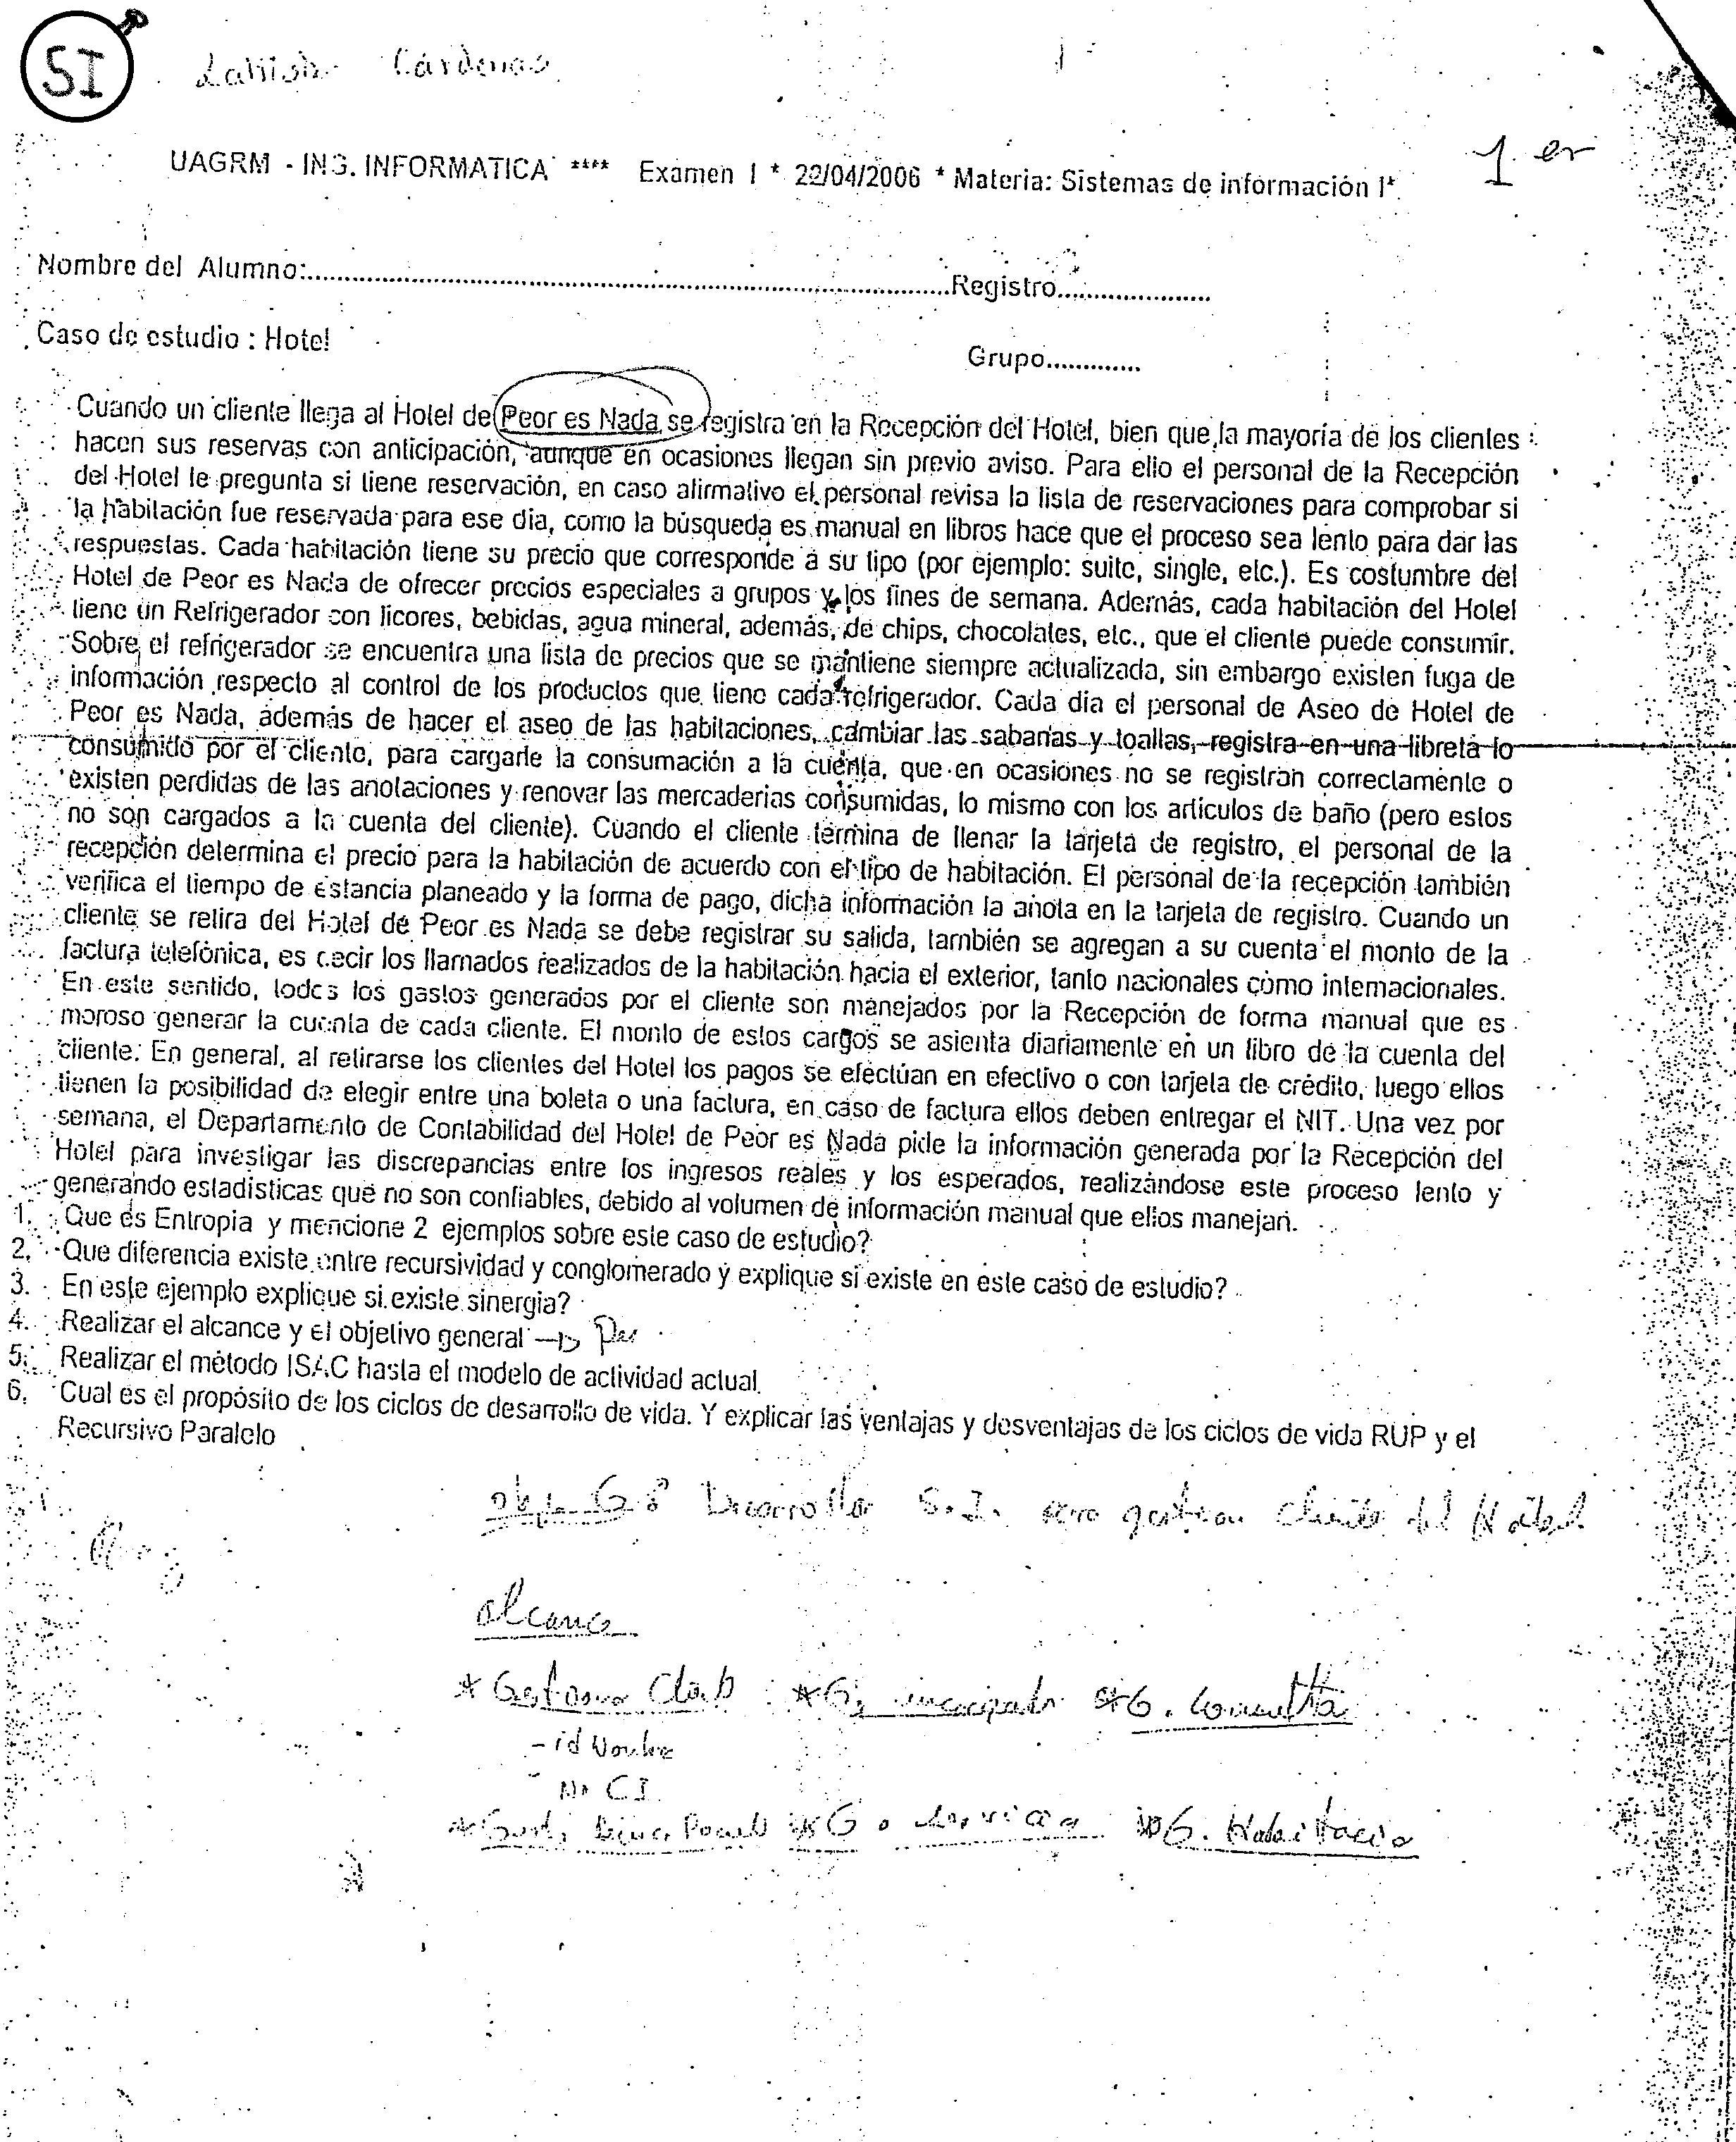 SI
Cárdenas
UAGRM - ING. INFORMATICA **** Examen I * 22/04/2006 * Materia: Sistemas de información I*
1 er
Nombre del Alumno:..........................................................................................Registro.....................
Caso de estudio : Hotel
Grupo.............
Cuando un cliente llega al Hotel de Peor es Nada se registra en la Recepción del Hotel, bien que la mayoría de los clientes
hacen sus reservas con anticipación, aunque en ocasiones llegan sin previo aviso. Para ello el personal de la Recepción
del Hotel le pregunta si tiene reservación, en caso afirmativo el personal revisa la lista de reservaciones para comprobar si
la habitación fue reservada para ese dia, como la búsqueda es manual en libros hace que el proceso sea lento para dar las
respuestas. Cada habitación tiene su precio que corresponde a su tipo (por ejemplo: suite, single, etc.). Es costumbre del
Hotel de Peor es Nada de ofrecer precios especiales a grupos y los fines de semana. Además, cada habitación del Hotel
tiene un Refrigerador con licores, bebidas, agua mineral, además, de chips, chocolates, etc., que el cliente puede consumir.
Sobre el refrigerador se encuentra una lista de precios que se mantiene siempre actualizada, sin embargo existen fuga de
información respecto al control de los productos que tiene cada refrigerador. Cada día el personal de Aseo de Hotel de
Peor es Nada, además de hacer el aseo de las habitaciones, cambiar las sabanas y toallas, registra en una libreta lo
consumido por el cliente, para cargarle la consumación a la cuenta, que en ocasiones no se registran correctamente o
existen perdidas de las anotaciones y renovar las mercaderias consumidas, lo mismo con los artículos de baño (pero estos
no son cargados a la cuenta del cliente). Cuando el cliente termina de llenar la tarjeta de registro, el personal de la
recepción determina el precio para la habitación de acuerdo con el tipo de habitación. El personal de la recepción también
verifica el tiempo de estancia planeado y la forma de pago, dicha información la anota en la tarjeta de registro. Cuando un
cliente se retira del Hotel de Peor es Nada se debe registrar su salida, también se agregan a su cuenta el monto de la
factura telefónica, es decir los llamados realizados de la habitación hacia el exterior, tanto nacionales como internacionales.
En este sentido, todos los gastos generados por el cliente son manejados por la Recepción de forma manual que es
moroso generar la cuenta de cada cliente. El monto de estos cargos se asienta diariamente en un libro de la cuenta del
cliente. En general, al retirarse los clientes del Hotel los pagos se efectúan en efectivo o con tarjeta de crédito, luego ellos
tienen la posibilidad de elegir entre una boleta o una factura, en caso de factura ellos deben entregar el NIT. Una vez por
semana, el Departamento de Contabilidad del Hotel de Peor es Nada pide la información generada por la Recepción del
Hotel para investigar las discrepancias entre los ingresos reales y los esperados, realizándose este proceso lento y
generando estadísticas que no son confiables, debido al volumen de información manual que ellos manejan.
1. Que es Entropia y mencione 2 ejemplos sobre este caso de estudio?
2. Que diferencia existe entre recursividad y conglomerado y explique si existe en este caso de estudio?
3. En este ejemplo explique si existe sinergia?
4. Realizar el alcance y el objetivo general
5. Realizar el método ISAC hasta el modelo de actividad actual.
6. Cual es el propósito de los ciclos de desarrollo de vida. Y explicar las ventajas y desventajas de los ciclos de vida RUP y el
Recursivo Paralelo
Desarrollar S.I. para gestion cliente del Hotel
alcance
* G. Consulta
- id Nombre
Nº CI
* G. Habitacio